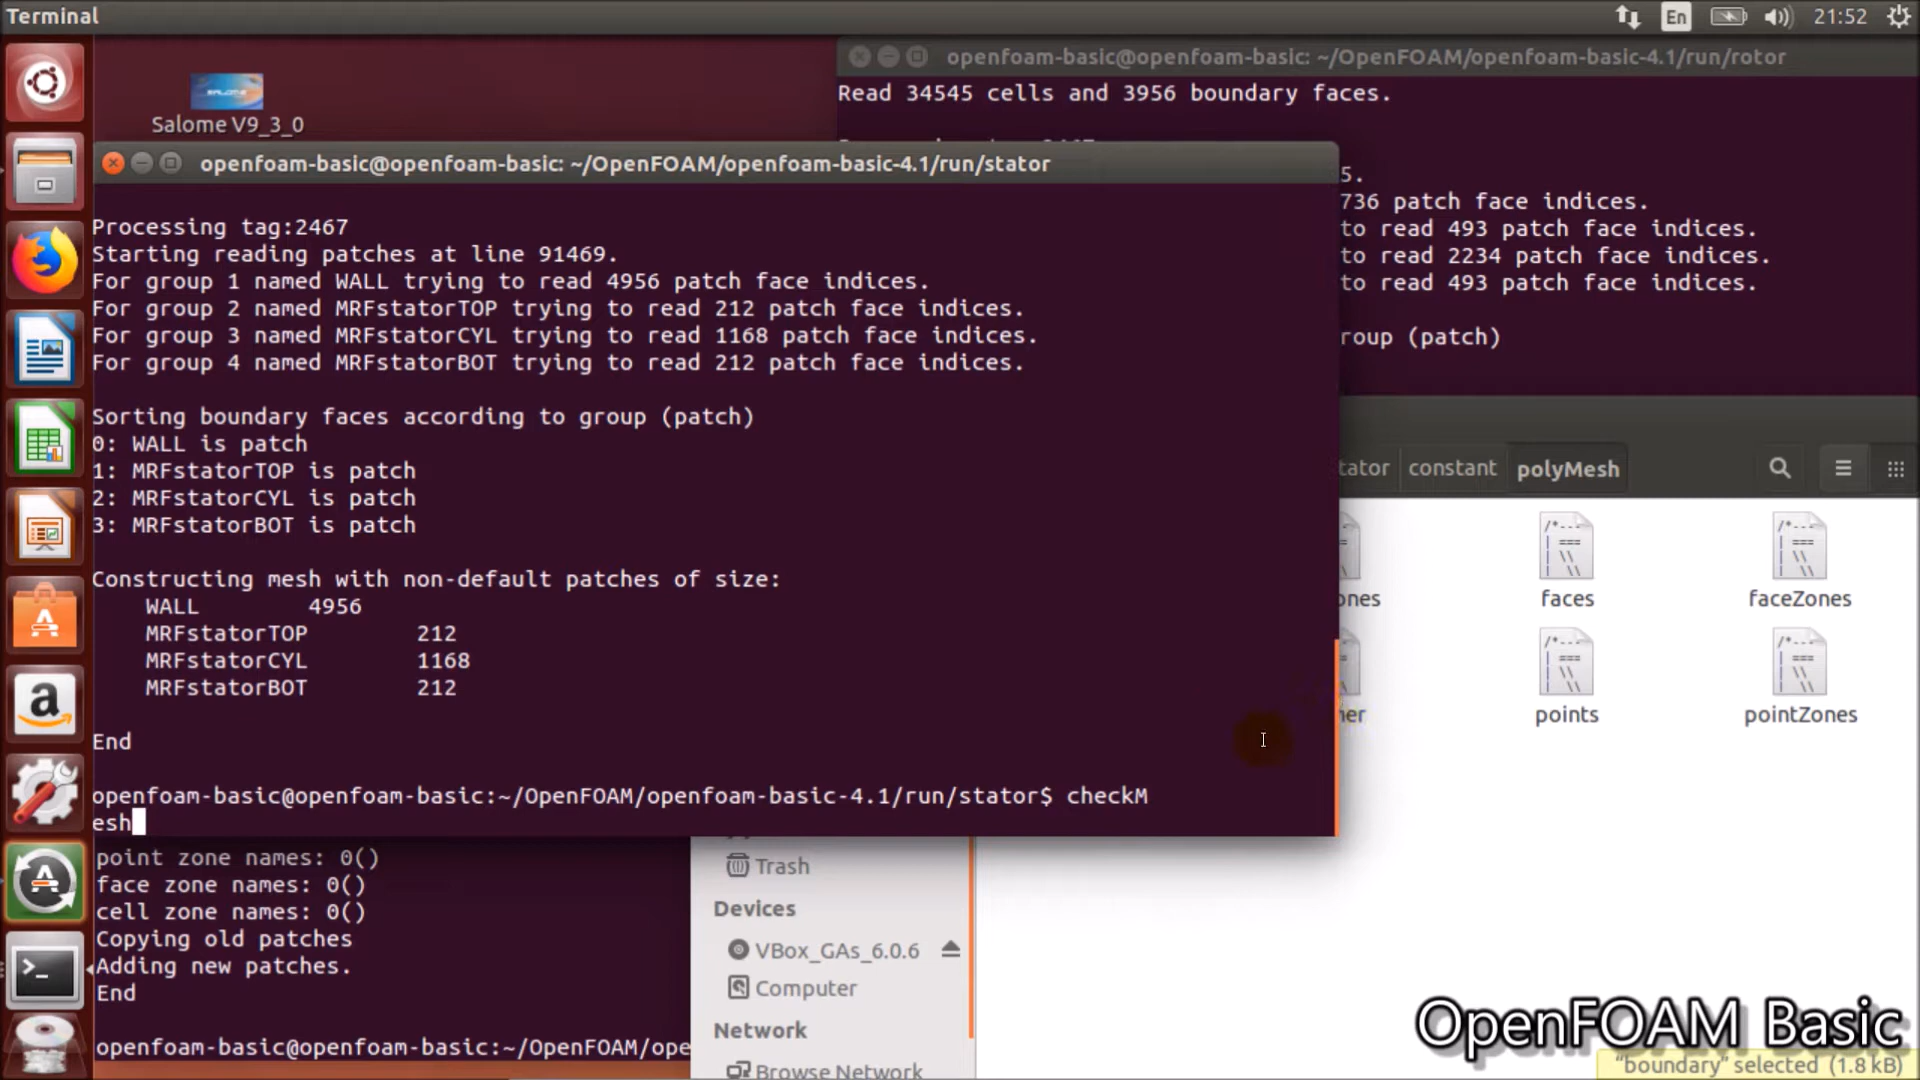 Terminal
En
21:52
Salome V9_3_0
openfoam-basic@openfoam-basic: ~/OpenFOAM/openfoam-basic-4.1/run/rotor
Read 34545 cells and 3956 boundary faces.
5.
736 patch face indices.
to read 493 patch face indices.
to read 2234 patch face indices.
to read 493 patch face indices.
roup (patch)
openfoam-basic@openfoam-basic: ~/OpenFOAM/openfoam-basic-4.1/run/stator
Processing tag:2467
Starting reading patches at line 91469.
For group 1 named WALL trying to read 4956 patch face indices.
For group 2 named MRFstatorTOP trying to read 212 patch face indices.
For group 3 named MRFstatorCYL trying to read 1168 patch face indices.
For group 4 named MRFstatorBOT trying to read 212 patch face indices.
Sorting boundary faces according to group (patch)
0: WALL is patch
1: MRFstatorTOP is patch
2: MRFstatorCYL is patch
3: MRFstatorBOT is patch
Constructing mesh with non-default patches of size:
WALL 4956
MRFstatorTOP 212
MRFstatorCYL 1168
MRFstatorBOT 212
End
openfoam-basic@openfoam-basic:~/OpenFOAM/openfoam-basic-4.1/run/stator$ checkM
esh
tator constant polyMesh
ones faces faceZones
ner points pointZones
point zone names: 0()
face zone names: 0()
cell zone names: 0()
Copying old patches
Adding new patches.
End
openfoam-basic@openfoam-basic:~/OpenFOAM/ope
Trash
Devices
VBox_GAs_6.0.6
Computer
Network
Browse Network
OpenFOAM Basic
"boundary" selected (1.8 kB)